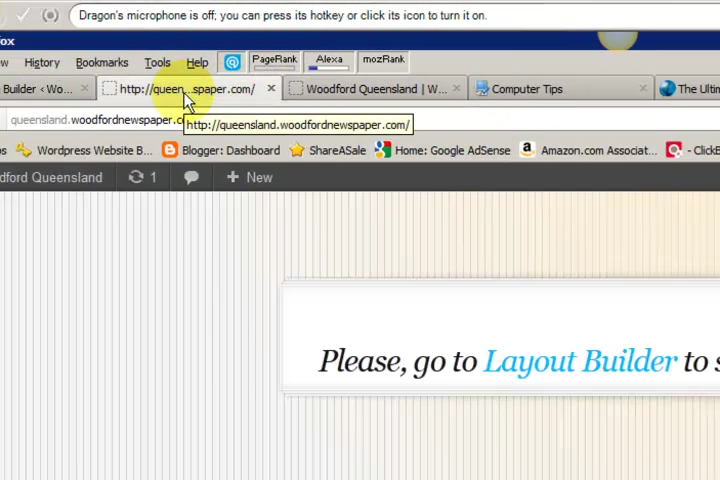 Dragon's microphone is off; you can press its hotkey or click its icon to turn it on.
fox
w History Bookmarks Tools Help @ PageRank Alexa mozRank
Builder ‹ Wo... × http://queen...spaper.com/ × Woodford Queensland | W... × Computer Tips × The Ultim
queensland.woodfordnewspaper.c
http://queensland.woodfordnewspaper.com/
os Wordpress Website B... Blogger: Dashboard ShareASale Home: Google AdSense Amazon.com Associat... - ClickB
dford Queensland 1 + New
Please, go to Layout Builder to s